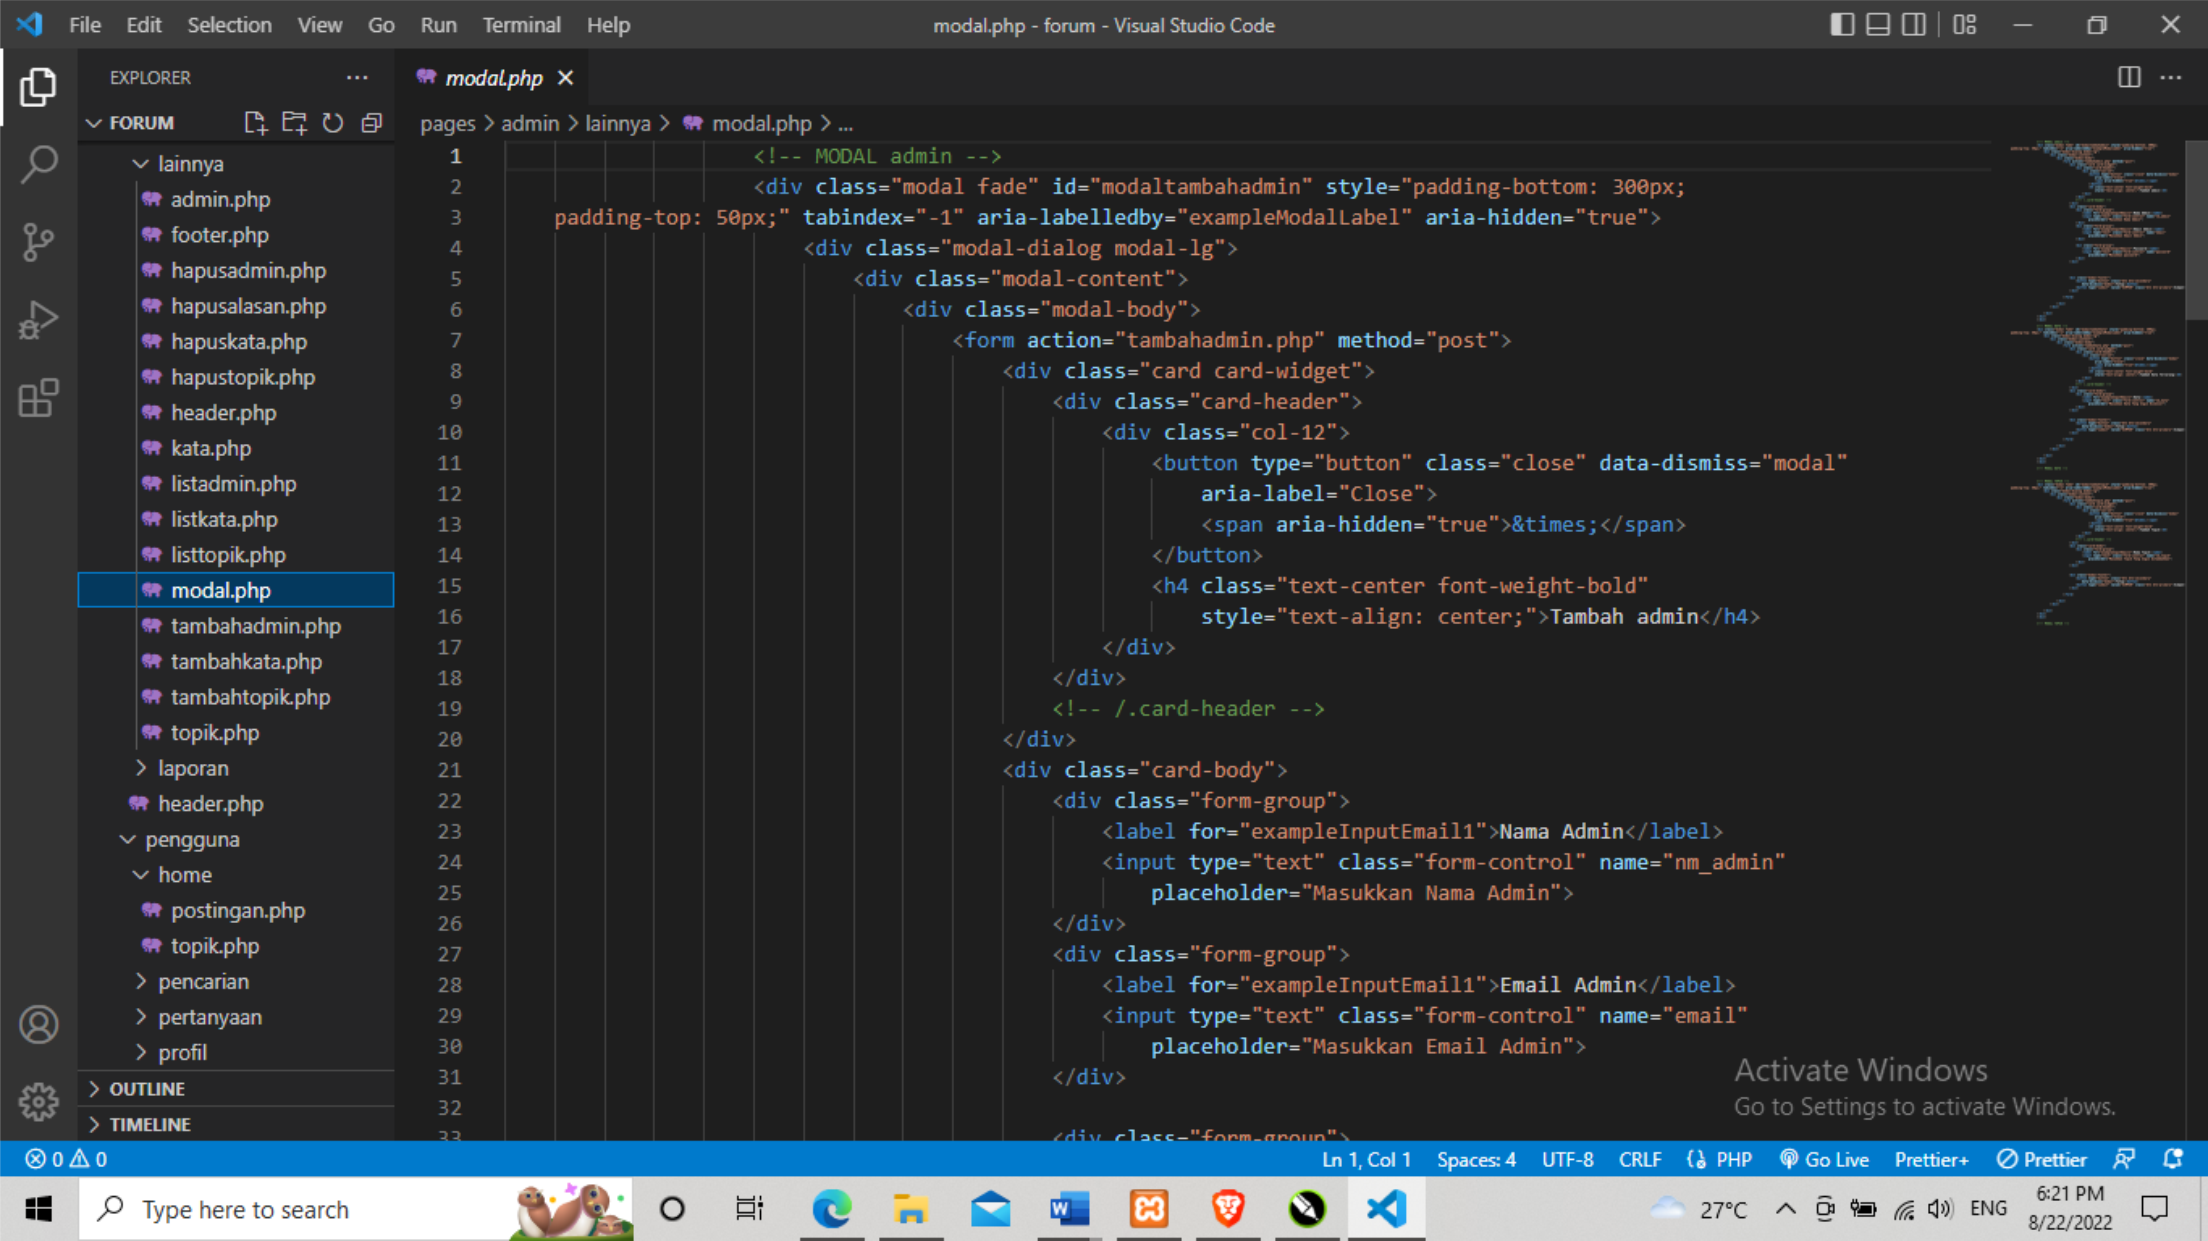 File Edit Selection View Go Run Terminal Help
modal.php - forum - Visual Studio Code
EXPLORER
FORUM
lainnya
admin.php
footer.php
hapusadmin.php
hapusalasan.php
hapuskata.php
hapustopik.php
header.php
kata.php
listadmin.php
listkata.php
listtopik.php
modal.php
tambahadmin.php
tambahkata.php
tambahtopik.php
topik.php
laporan
header.php
pengguna
home
postingan.php
topik.php
pencarian
pertanyaan
profil
OUTLINE
TIMELINE
modal.php
pages > admin > lainnya > modal.php > ...
1 <!-- MODAL admin -->
2 <div class="modal fade" id="modaltambahadmin" style="padding-bottom: 300px;
3 padding-top: 50px;" tabindex="-1" aria-labelledby="exampleModalLabel" aria-hidden="true">
4 <div class="modal-dialog modal-lg">
5 <div class="modal-content">
6 <div class="modal-body">
7 <form action="tambahadmin.php" method="post">
8 <div class="card card-widget">
9 <div class="card-header">
10 <div class="col-12">
11 <button type="button" class="close" data-dismiss="modal"
12 aria-label="Close">
13 <span aria-hidden="true">&times;</span>
14 </button>
15 <h4 class="text-center font-weight-bold"
16 style="text-align: center;">Tambah admin</h4>
17 </div>
18 </div>
19 <!-- /.card-header -->
20 </div>
21 <div class="card-body">
22 <div class="form-group">
23 <label for="exampleInputEmail1">Nama Admin</label>
24 <input type="text" class="form-control" name="nm_admin"
25 placeholder="Masukkan Nama Admin">
26 </div>
27 <div class="form-group">
28 <label for="exampleInputEmail1">Email Admin</label>
29 <input type="text" class="form-control" name="email"
30 placeholder="Masukkan Email Admin">
31 </div>
32
33 <div class="form-group">
Activate Windows
Go to Settings to activate Windows.
0 0 Ln 1, Col 1 Spaces: 4 UTF-8 CRLF PHP Go Live Prettier+ Prettier
Type here to search
27°C ENG
6:21 PM
8/22/2022